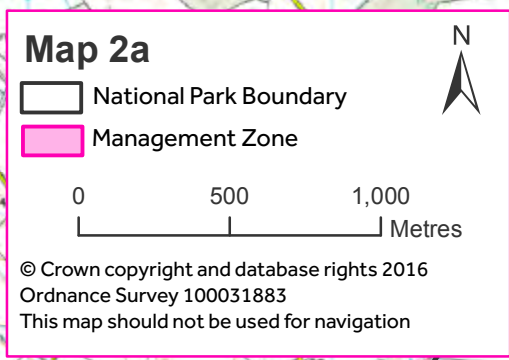 Map 2a
N
National Park Boundary
Management Zone
0 500 1,000
Metres
© Crown copyright and database rights 2016
Ordnance Survey 100031883
This map should not be used for navigation